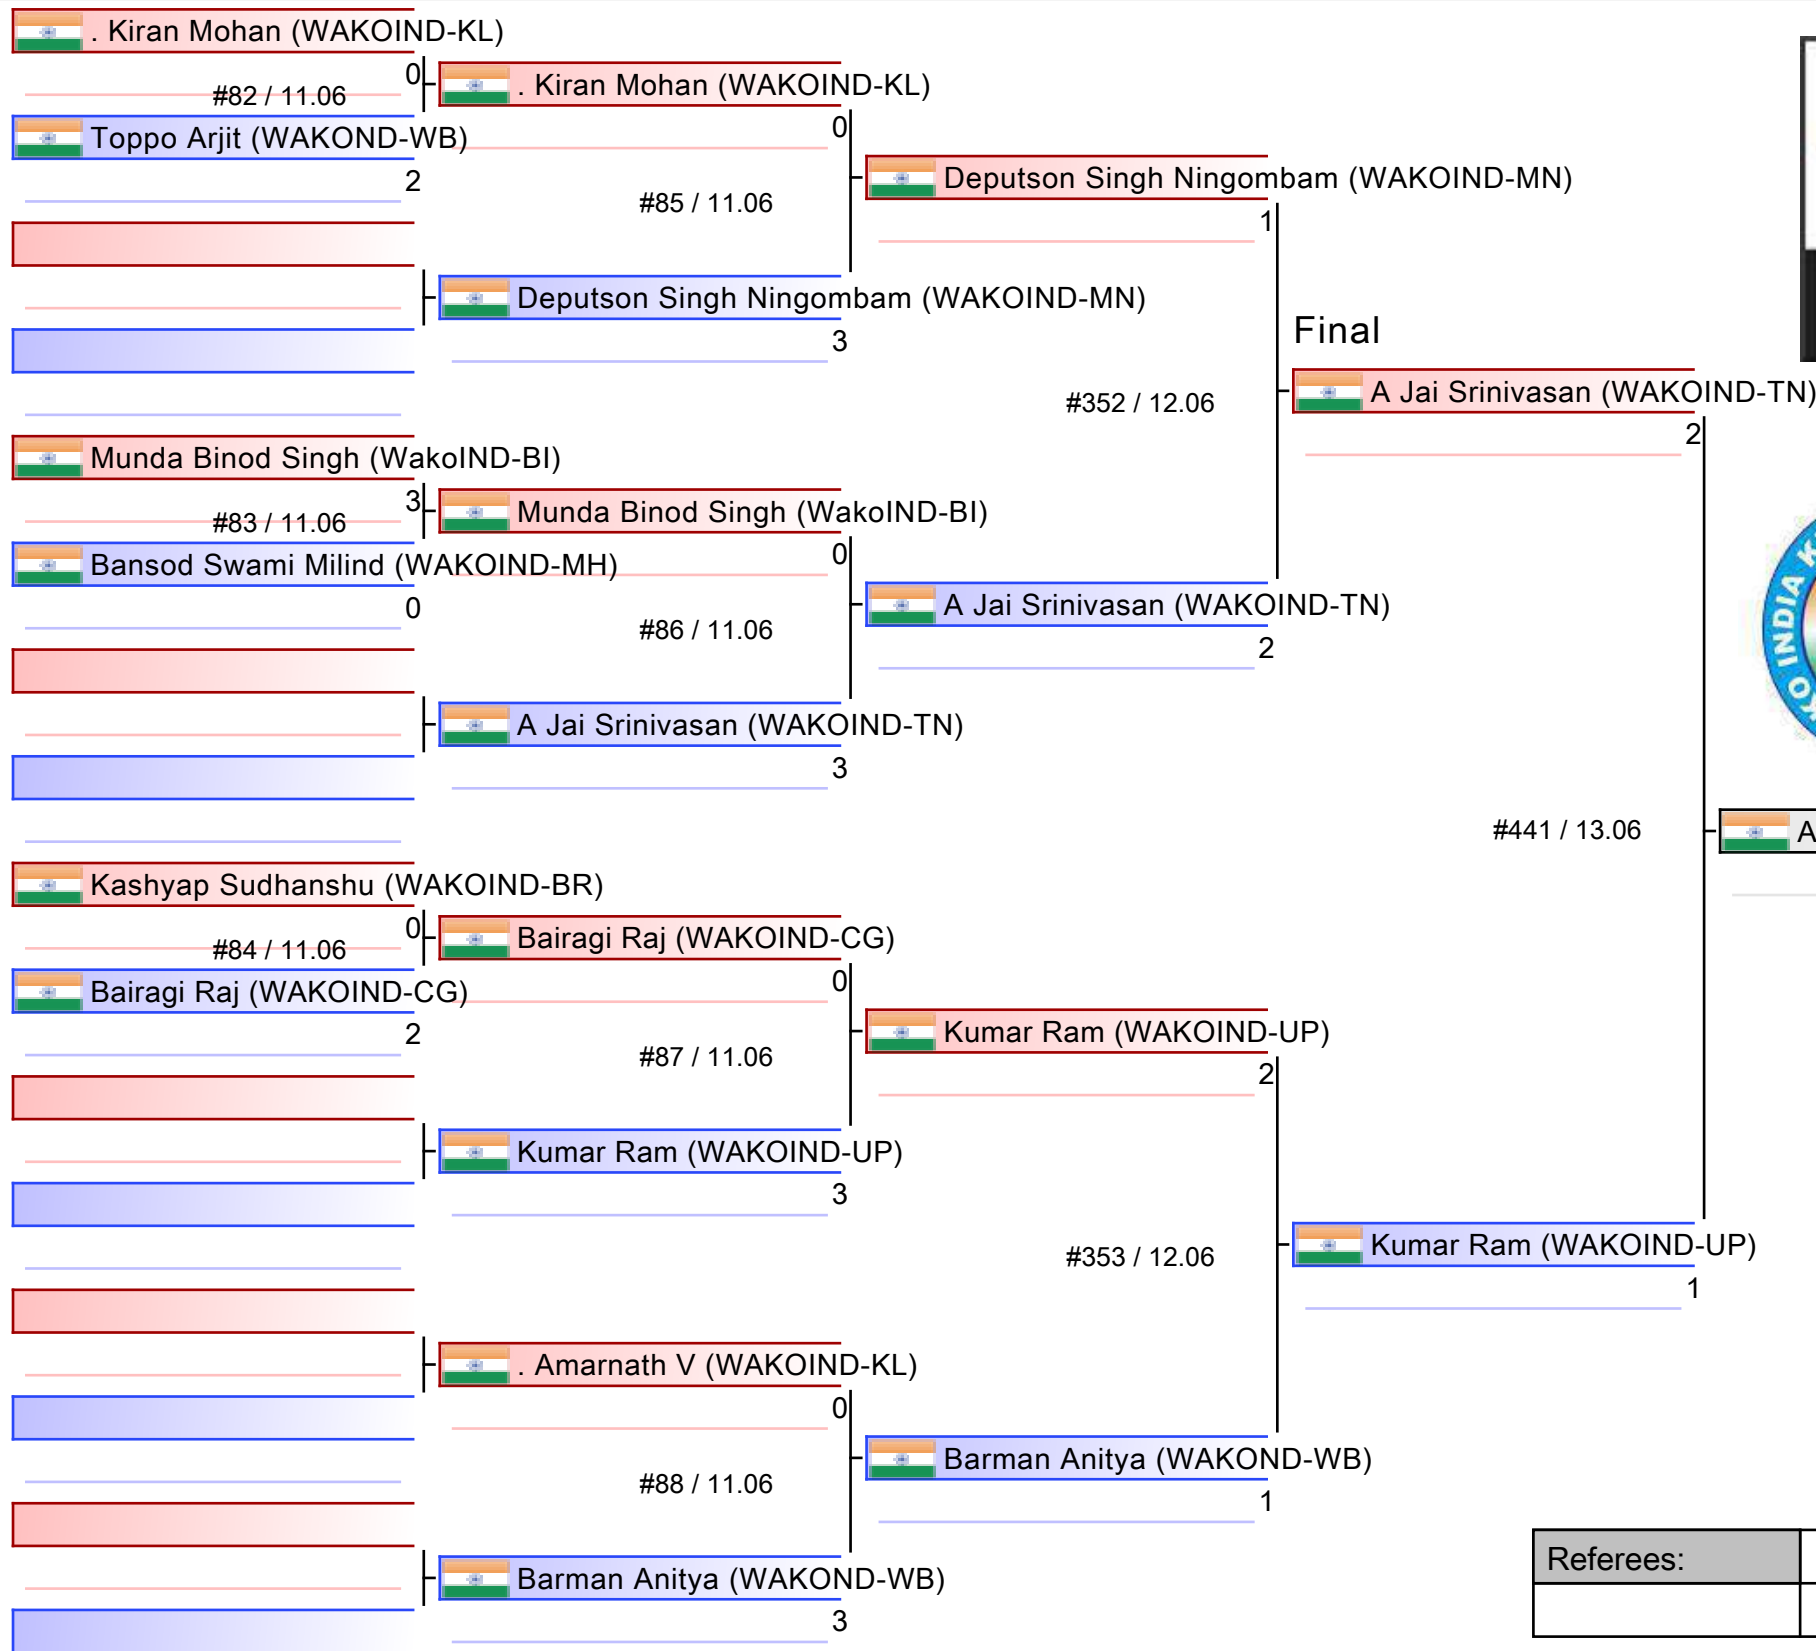 . Kiran Mohan (WAKOIND-KL)
0
#82 / 11.06
Toppo Arjit (WAKOND-WB)
2
. Kiran Mohan (WAKOIND-KL)
0
#85 / 11.06
Deputson Singh Ningombam (WAKOIND-MN)
3
Deputson Singh Ningombam (WAKOIND-MN)
1
#352 / 12.06
Final
A Jai Srinivasan (WAKOIND-TN)
2
Munda Binod Singh (WakoIND-BI)
3
#83 / 11.06
Bansod Swami Milind (WAKOIND-MH)
0
Munda Binod Singh (WakoIND-BI)
0
#86 / 11.06
A Jai Srinivasan (WAKOIND-TN)
3
A Jai Srinivasan (WAKOIND-TN)
2
INDIA
#441 / 13.06
A
Kashyap Sudhanshu (WAKOIND-BR)
0
#84 / 11.06
Bairagi Raj (WAKOIND-CG)
2
Bairagi Raj (WAKOIND-CG)
0
#87 / 11.06
Kumar Ram (WAKOIND-UP)
3
Kumar Ram (WAKOIND-UP)
2
#353 / 12.06
Kumar Ram (WAKOIND-UP)
1
. Amarnath V (WAKOIND-KL)
0
#88 / 11.06
Barman Anitya (WAKOND-WB)
3
Barman Anitya (WAKOND-WB)
1
Referees: